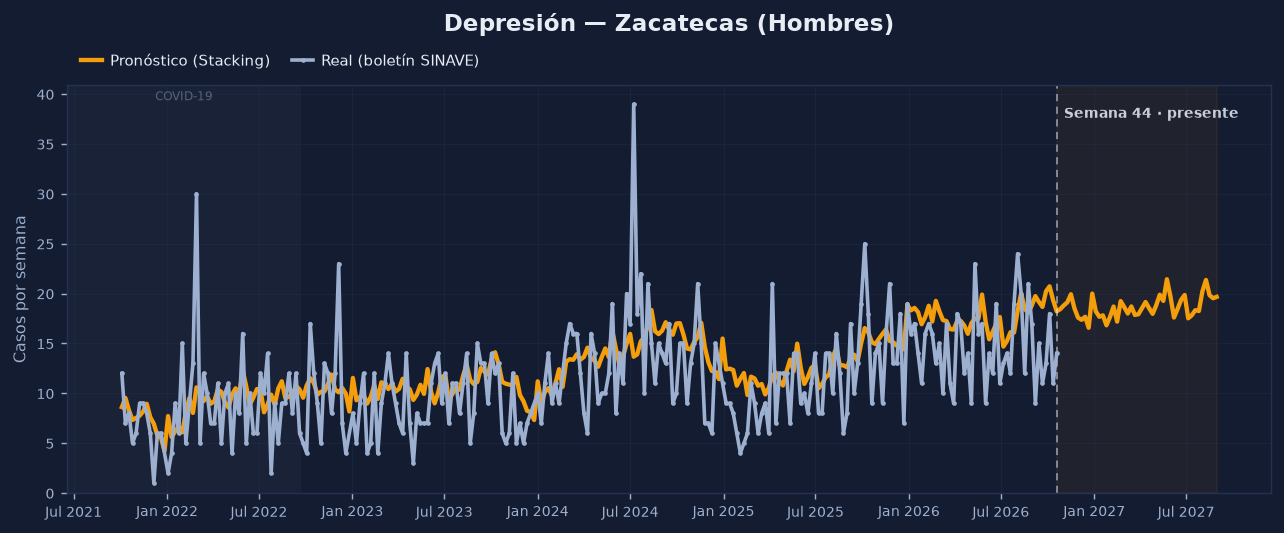 Depresión — Zacatecas (Hombres)
Pronóstico (Stacking)
Real (boletín SINAVE)
COVID-19
Semana 44 · presente
Casos por semana
40
35
30
25
20
15
10
5
0
Jul 2021
Jan 2022
Jul 2022
Jan 2023
Jul 2023
Jan 2024
Jul 2024
Jan 2025
Jul 2025
Jan 2026
Jul 2026
Jan 2027
Jul 2027